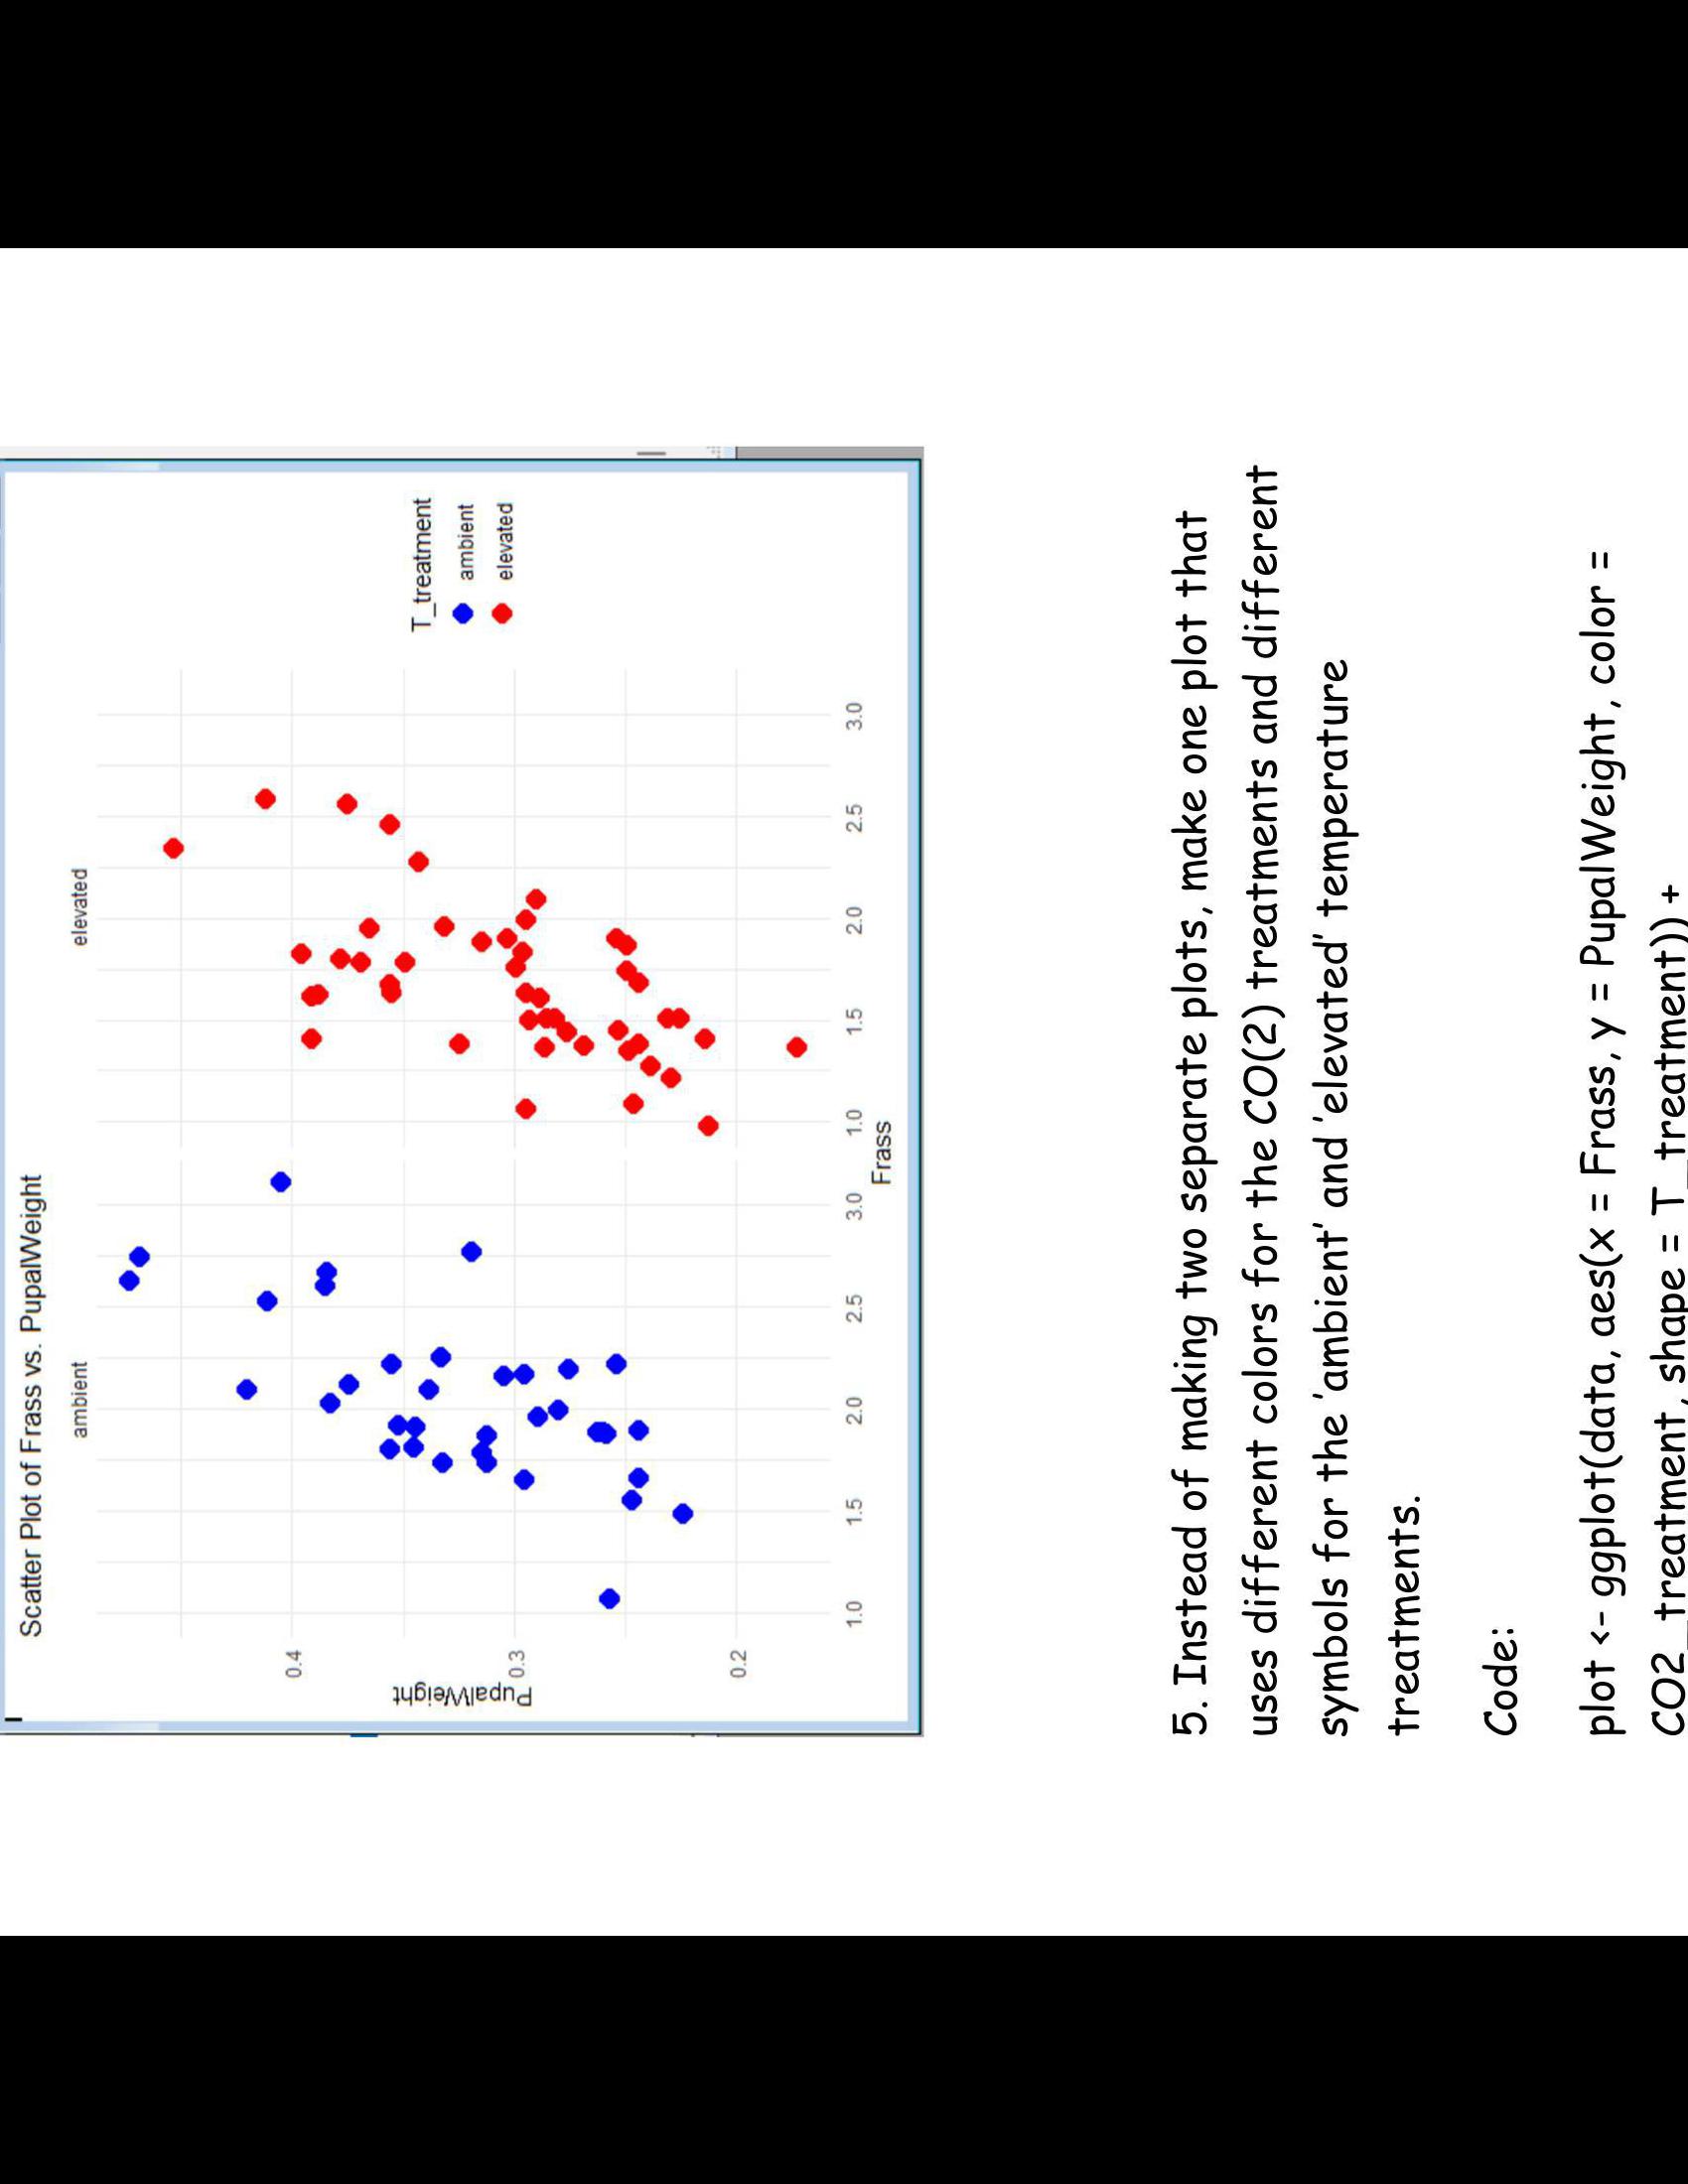 Scatter Plot of Frass vs. PupalWeight
ambient
elevated
PupalWeight
0.4
0.3
0.2
1.0 1.5 2.0 2.5 3.0
1.0 1.5 2.0 2.5 3.0
Frass
T_treatment
ambient
elevated
5. Instead of making two separate plots, make one plot that
uses different colors for the CO(2) treatments and different
symbols for the 'ambient' and 'elevated' temperature
treatments.
Code:
plot <- ggplot(data, aes(x = Frass, y = PupalWeight, color =
CO2_treatment, shape = T_treatment)) +